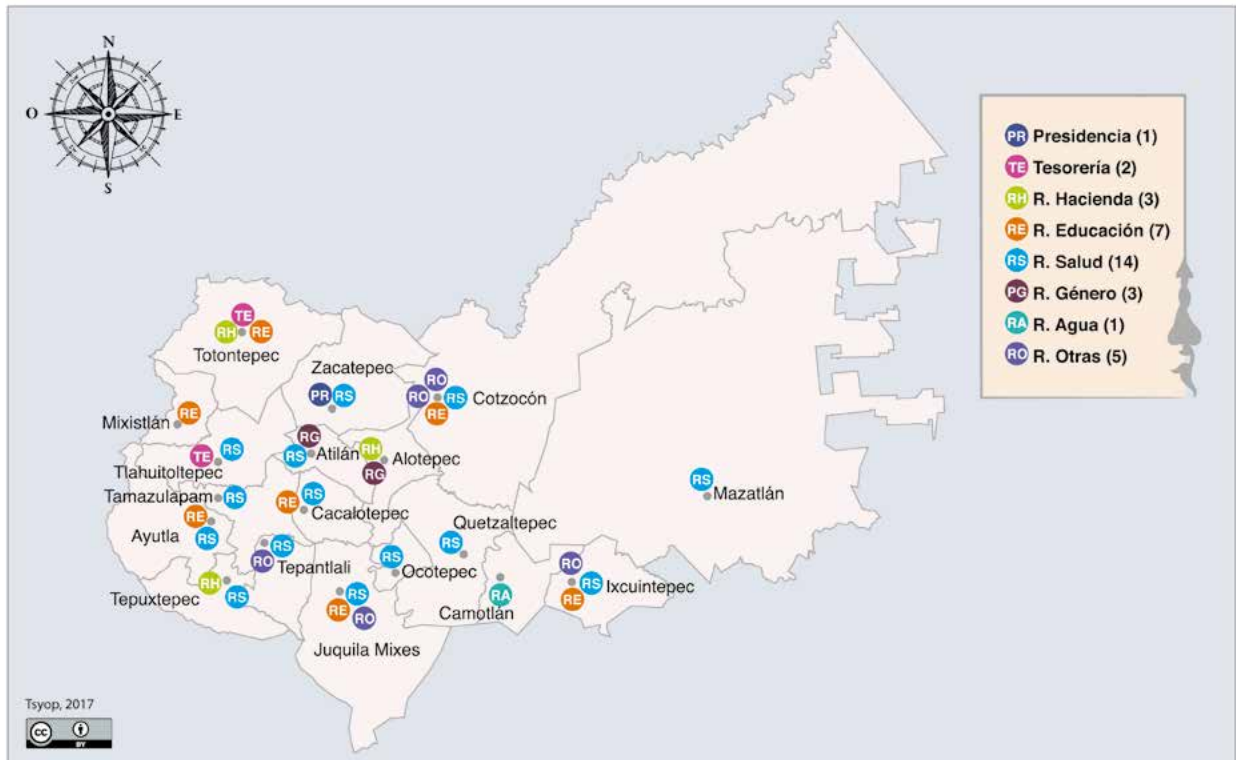 N
O
E
S
PR Presidencia (1)
TE Tesorería (2)
RH R. Hacienda (3)
RE R. Educación (7)
RS R. Salud (14)
PG R. Género (3)
RA R. Agua (1)
RO R. Otras (5)
TE
RH RE
Totontepec
Zacatepec
PR RS
RO
RO RS Cotzocón
RE
RE
Mixistlán
RG
RS Atilán
RH
Alotepec
RG
RS
TE
Tlahuitoltepec
Tamazulapam RS
RE RS
Cacalotepec
RS
Mazatlán
RE
Ayutla
RS
Quetzaltepec
RS
RS
RO Tepantlali
RS
Ocotepec
RO
RS Ixcuintepec
RE
RH
Tepuxtepec RS
RS
RE RO
Juquila Mixes
RA
Camotlán
Tsyop, 2017
cc
BY